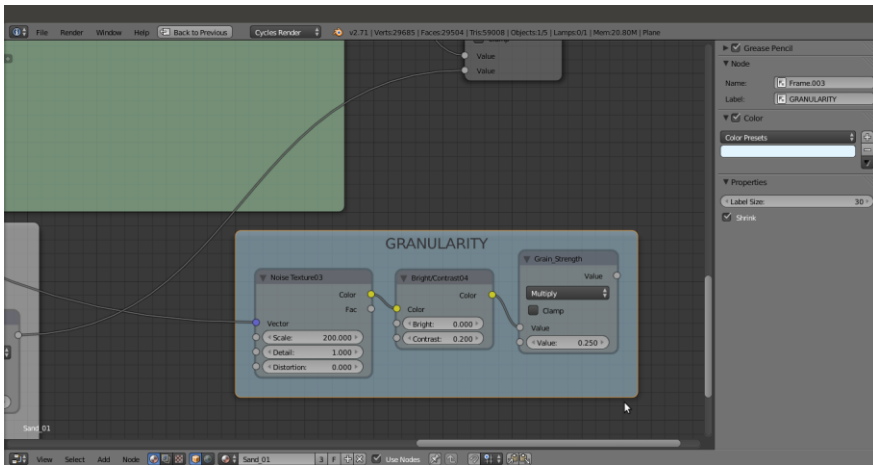 File Render Window Help Back to Previous Cycles Render v2.71 | Verts:29685 | Faces:29504 | Tris:59008 | Objects:1/5 | Lamps:0/1 | Mem:20.80M | Plane
Value
Value
Grease Pencil
Node
Name: Frame.003
Label: GRANULARITY
Color
Color Presets
Properties
Label Size: 30
Shrink
GRANULARITY
Noise Texture03
Color
Fac
Vector
Scale: 200.000
Detail: 1.000
Distortion: 0.000
Bright/Contrast04
Color
Color
Bright: 0.000
Contrast: 0.200
Grain_Strength
Value
Multiply
Clamp
Value
Value: 0.250
Sand_01
View Select Add Node Sand_01 3 F Use Nodes